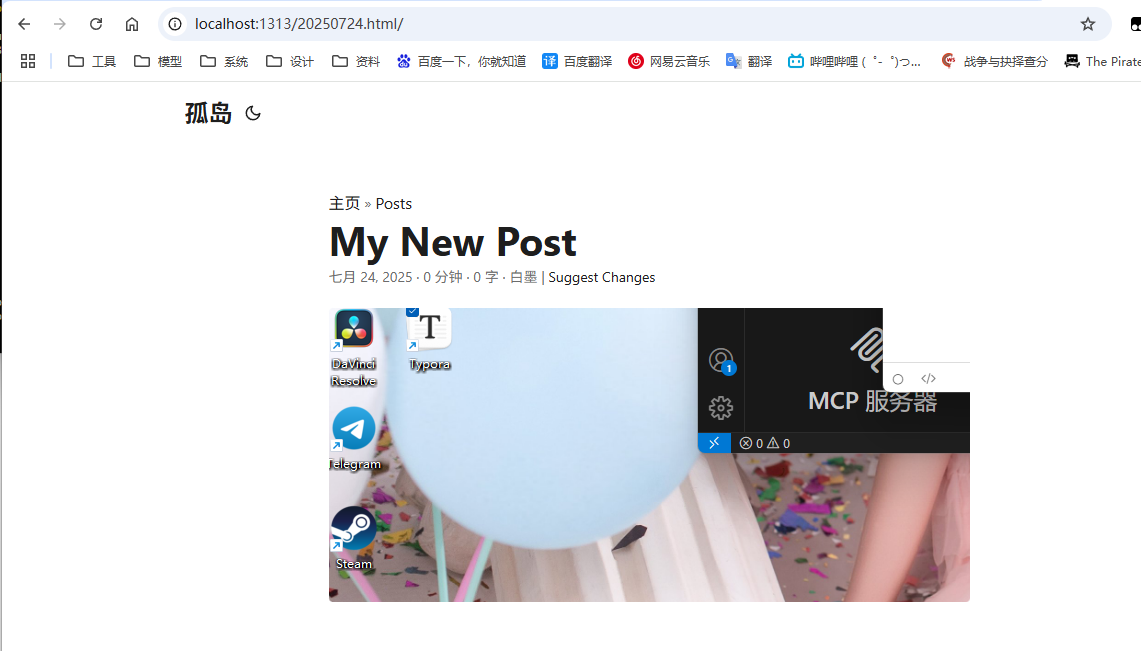 localhost:1313/20250724.html/
工具 模型 系统 设计 资料 百度一下，你就知道 译 百度翻译 网易云音乐 翻译 哔哩哔哩 ( ゜- ゜)つ... 战争与抉择查分 The Pirate
孤岛
主页 » Posts
My New Post
七月 24, 2025 · 0 分钟 · 0 字 · 白墨 | Suggest Changes
T
DaVinci
Resolve
Typora
1
</>
MCP 服务器
0 0
Telegram
Steam